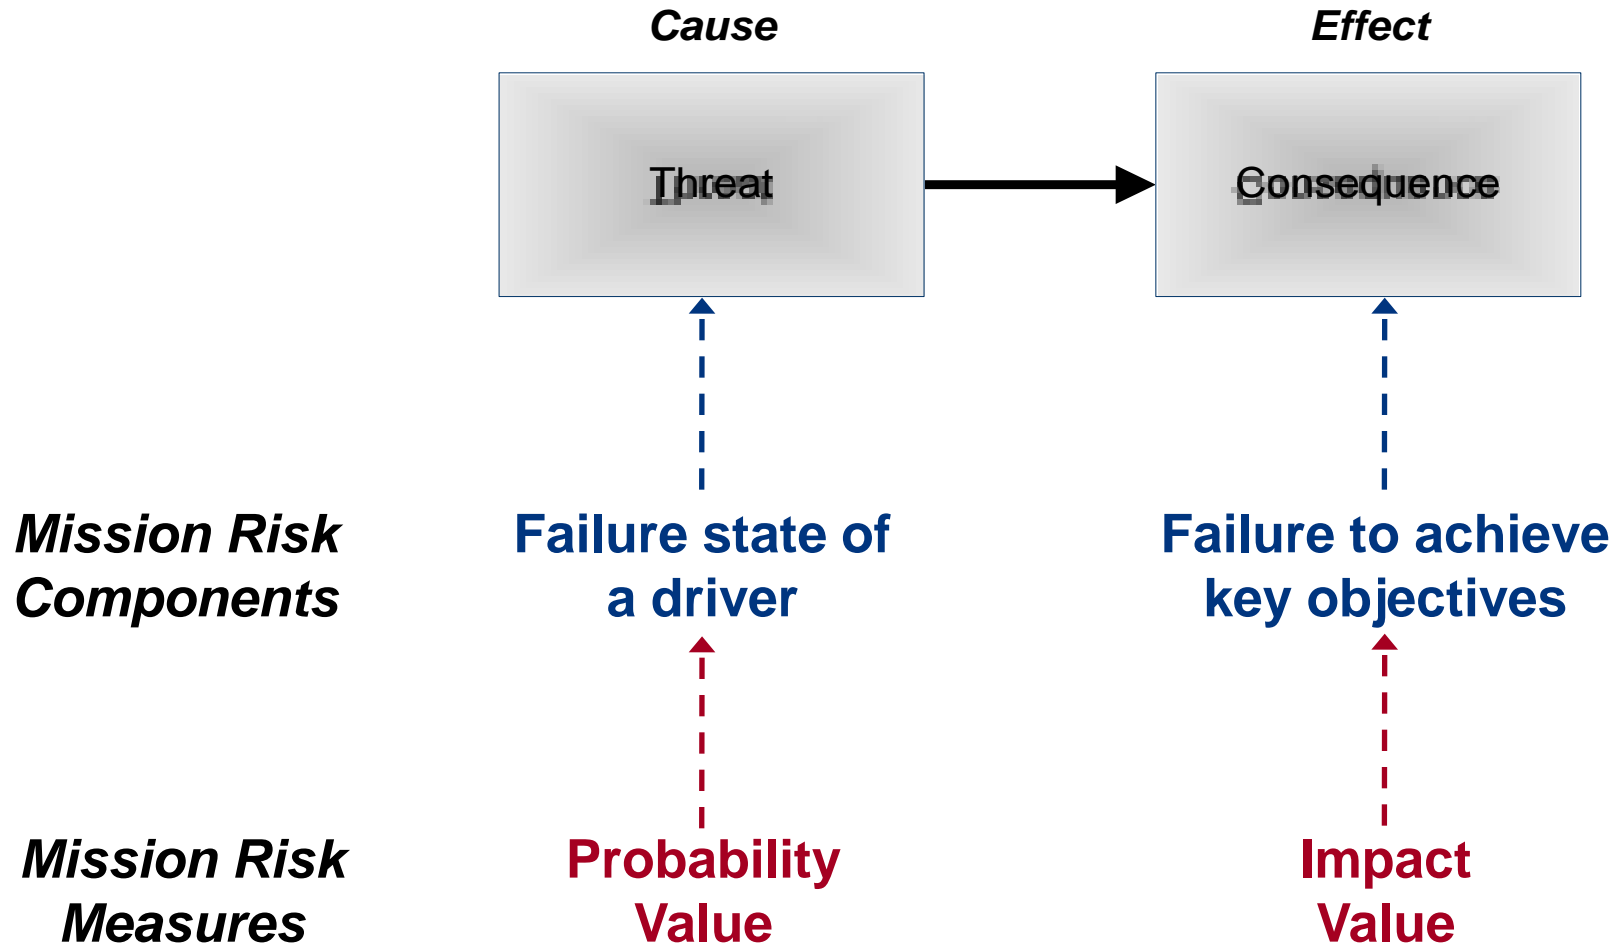 Cause
Effect
Threat
Consequence
Mission Risk
Components
Failure state of
a driver
Failure to achieve
key objectives
Mission Risk
Measures
Probability
Value
Impact
Value